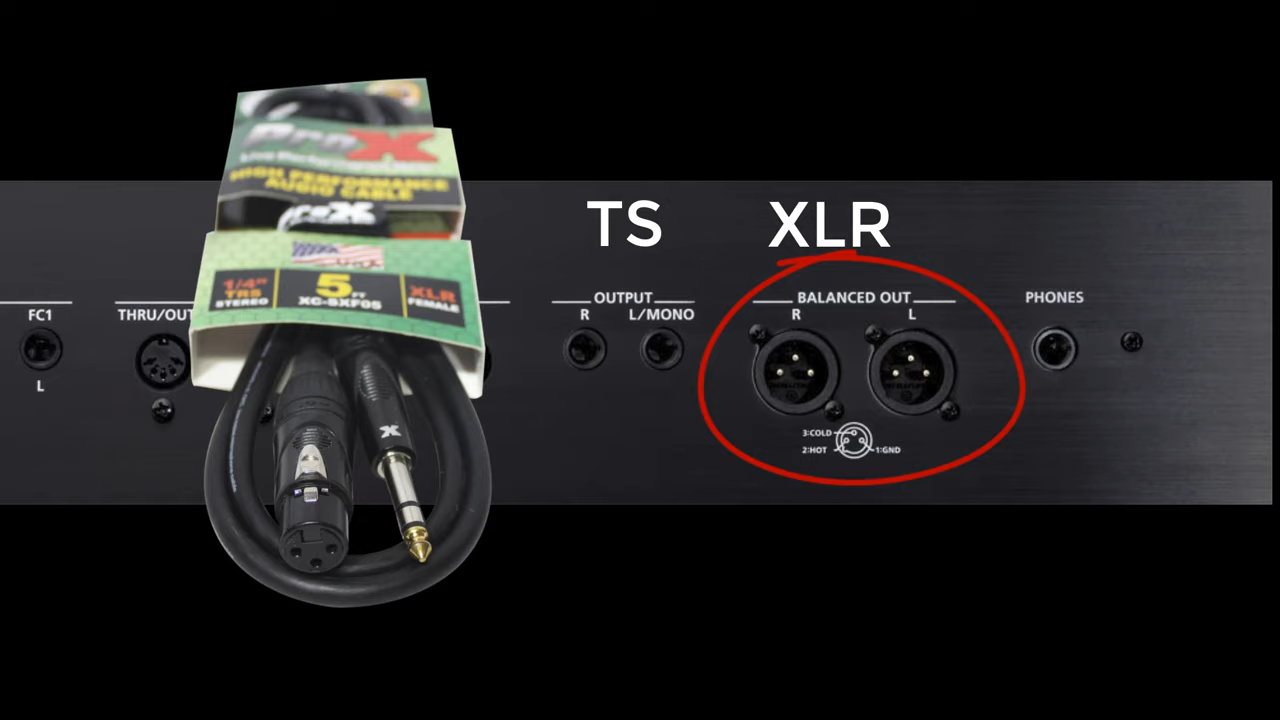 ProX
HIGH PERFORMANCE
AUDIO CABLE
ProX
1/4"
TRS
STEREO
5 FT
XC-SXF05
XLR
FEMALE
X
TS
XLR
FC1
L
THRU/OUT
OUTPUT
R
L/MONO
BALANCED OUT
R
L
PHONES
3:COLD
2:HOT
1:GND